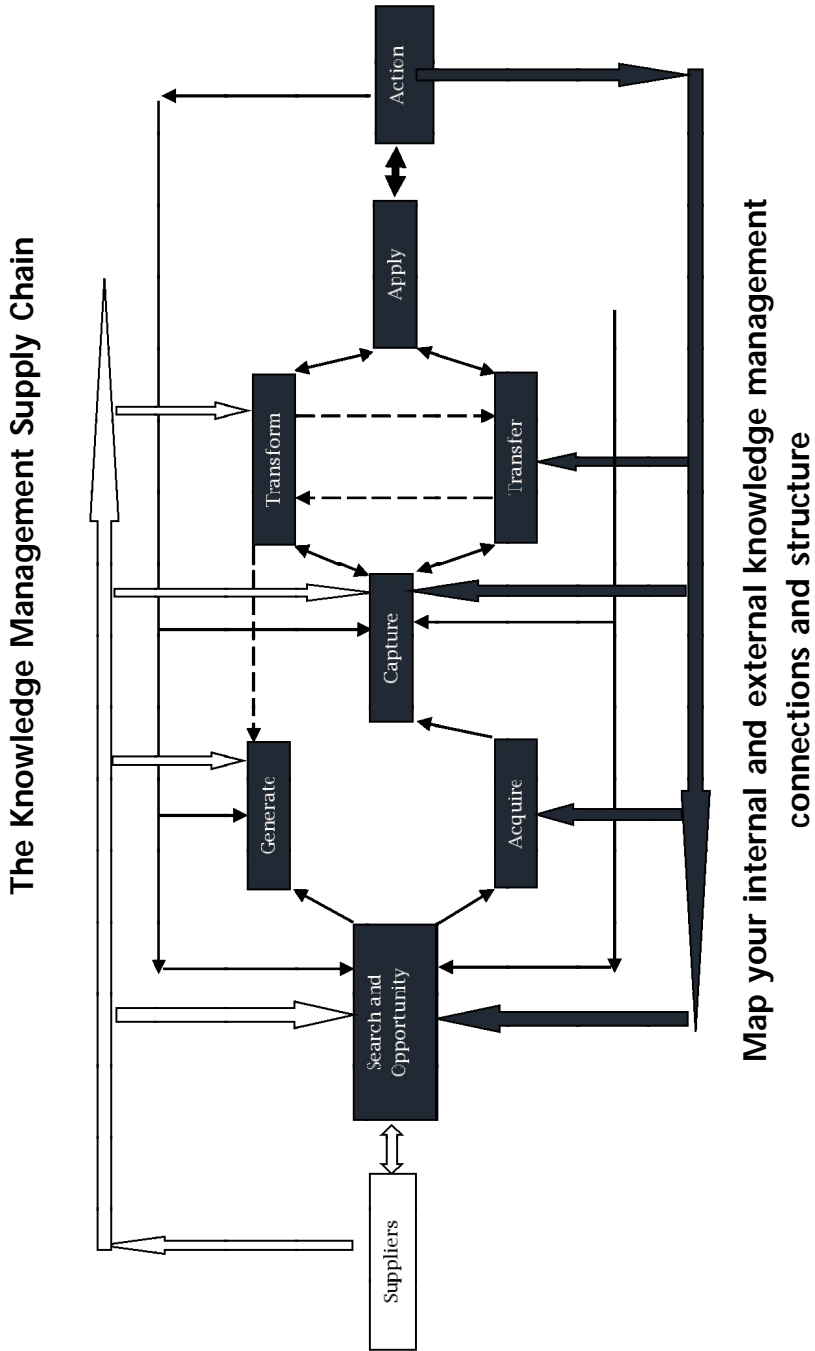 The Knowledge Management Supply Chain
Suppliers
Search and
Opportunity
Generate
Acquire
Capture
Transform
Transfer
Apply
Action
Map your internal and external knowledge management
connections and structure